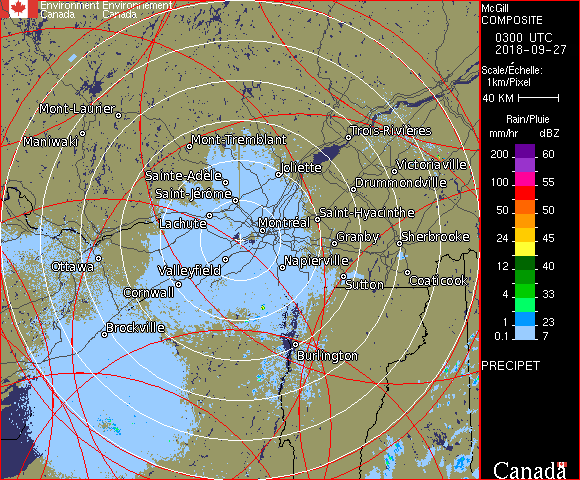 Environment Environnement
Canada Canada
McGill
COMPOSITE
0300 UTC
2018-09-27
Scale/Échelle:
1km/Pixel
40 KM
Rain/Pluie
mm/hr dBZ
200 60
100 55
50 50
24 45
12 40
4 33
1 23
0.1 7
PRECIPET
Canada
Mont-Laurier
Maniwaki
Mont-Tremblant
Trois-Rivières
Joliette
Victoriaville
Sainte-Adèle
Drummondville
Saint-Jérôme
Saint-Hyacinthe
Lachute
Montréal
Granby
Sherbrooke
Ottawa
Valleyfield
Napierville
Cornwall
Sutton
Coaticook
Brockville
Burlington